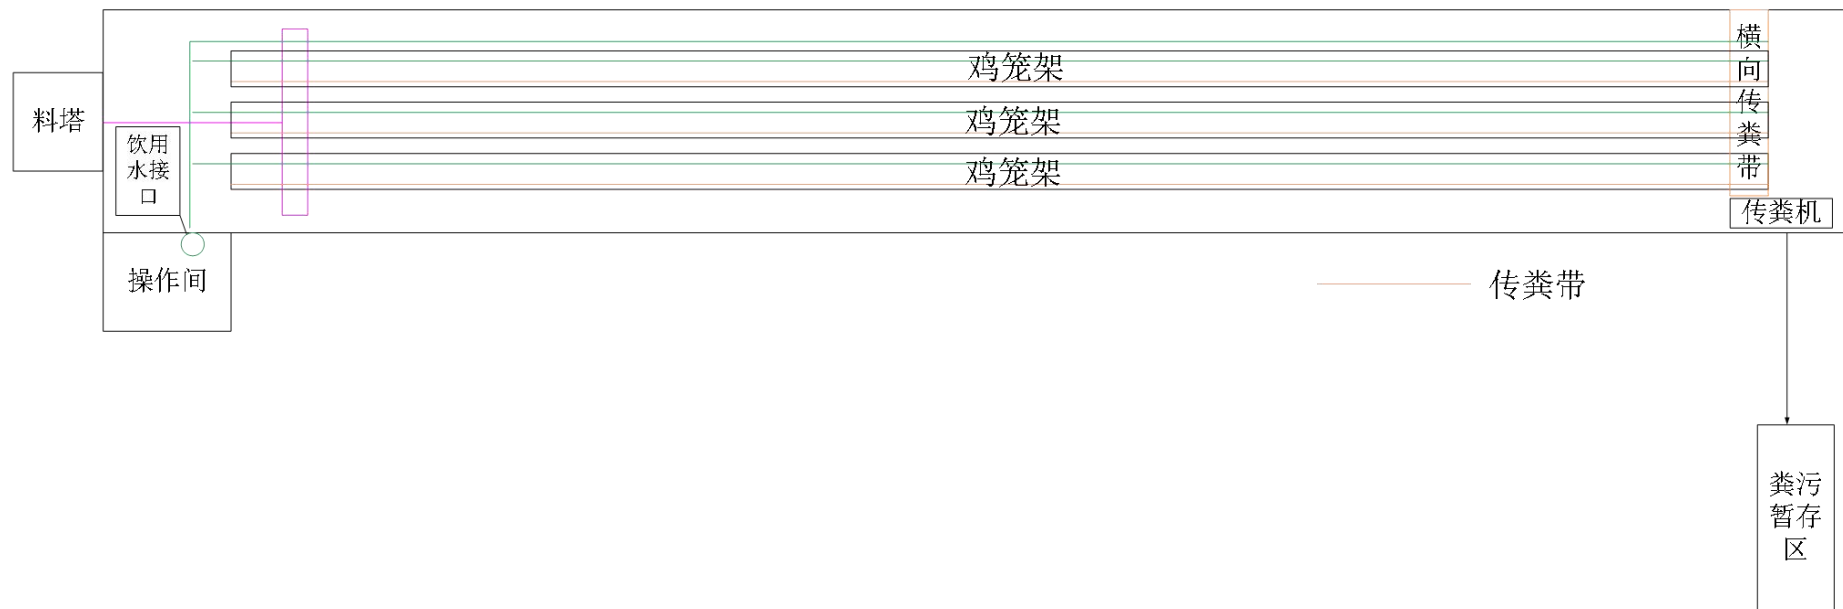 鸡笼架
鸡笼架
鸡笼架
横
向
传
粪
带
料塔
饮用
水接
口
传粪机
操作间
传粪带
粪污
暂存
区